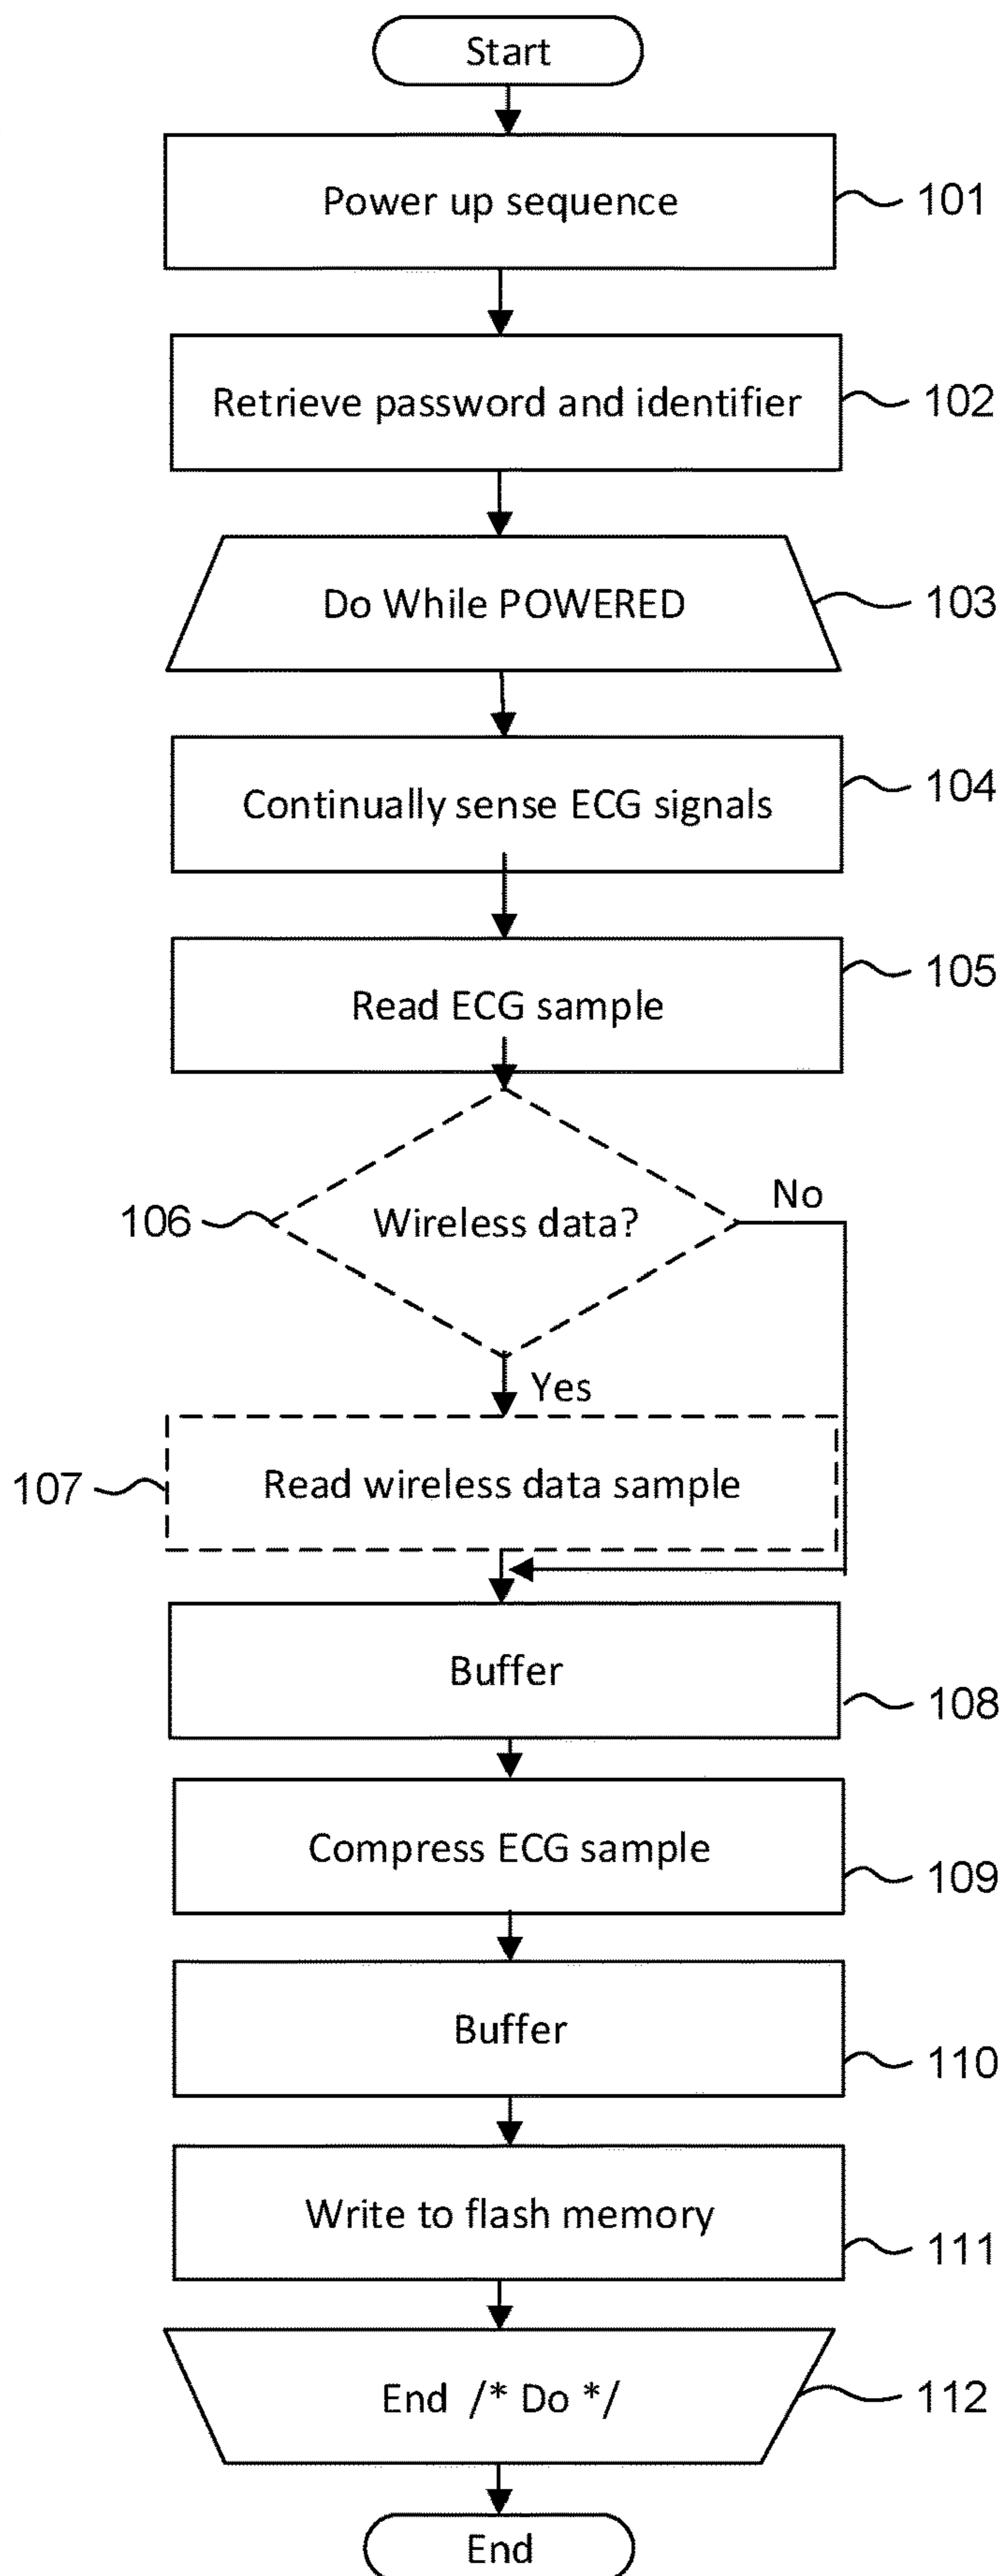 Start
Power up sequence
101
Retrieve password and identifier
102
Do While POWERED
103
Continually sense ECG signals
104
Read ECG sample
105
No
106
Wireless data?
Yes
107
Read wireless data sample
Buffer
108
Compress ECG sample
109
Buffer
110
Write to flash memory
111
End /* Do */
112
End